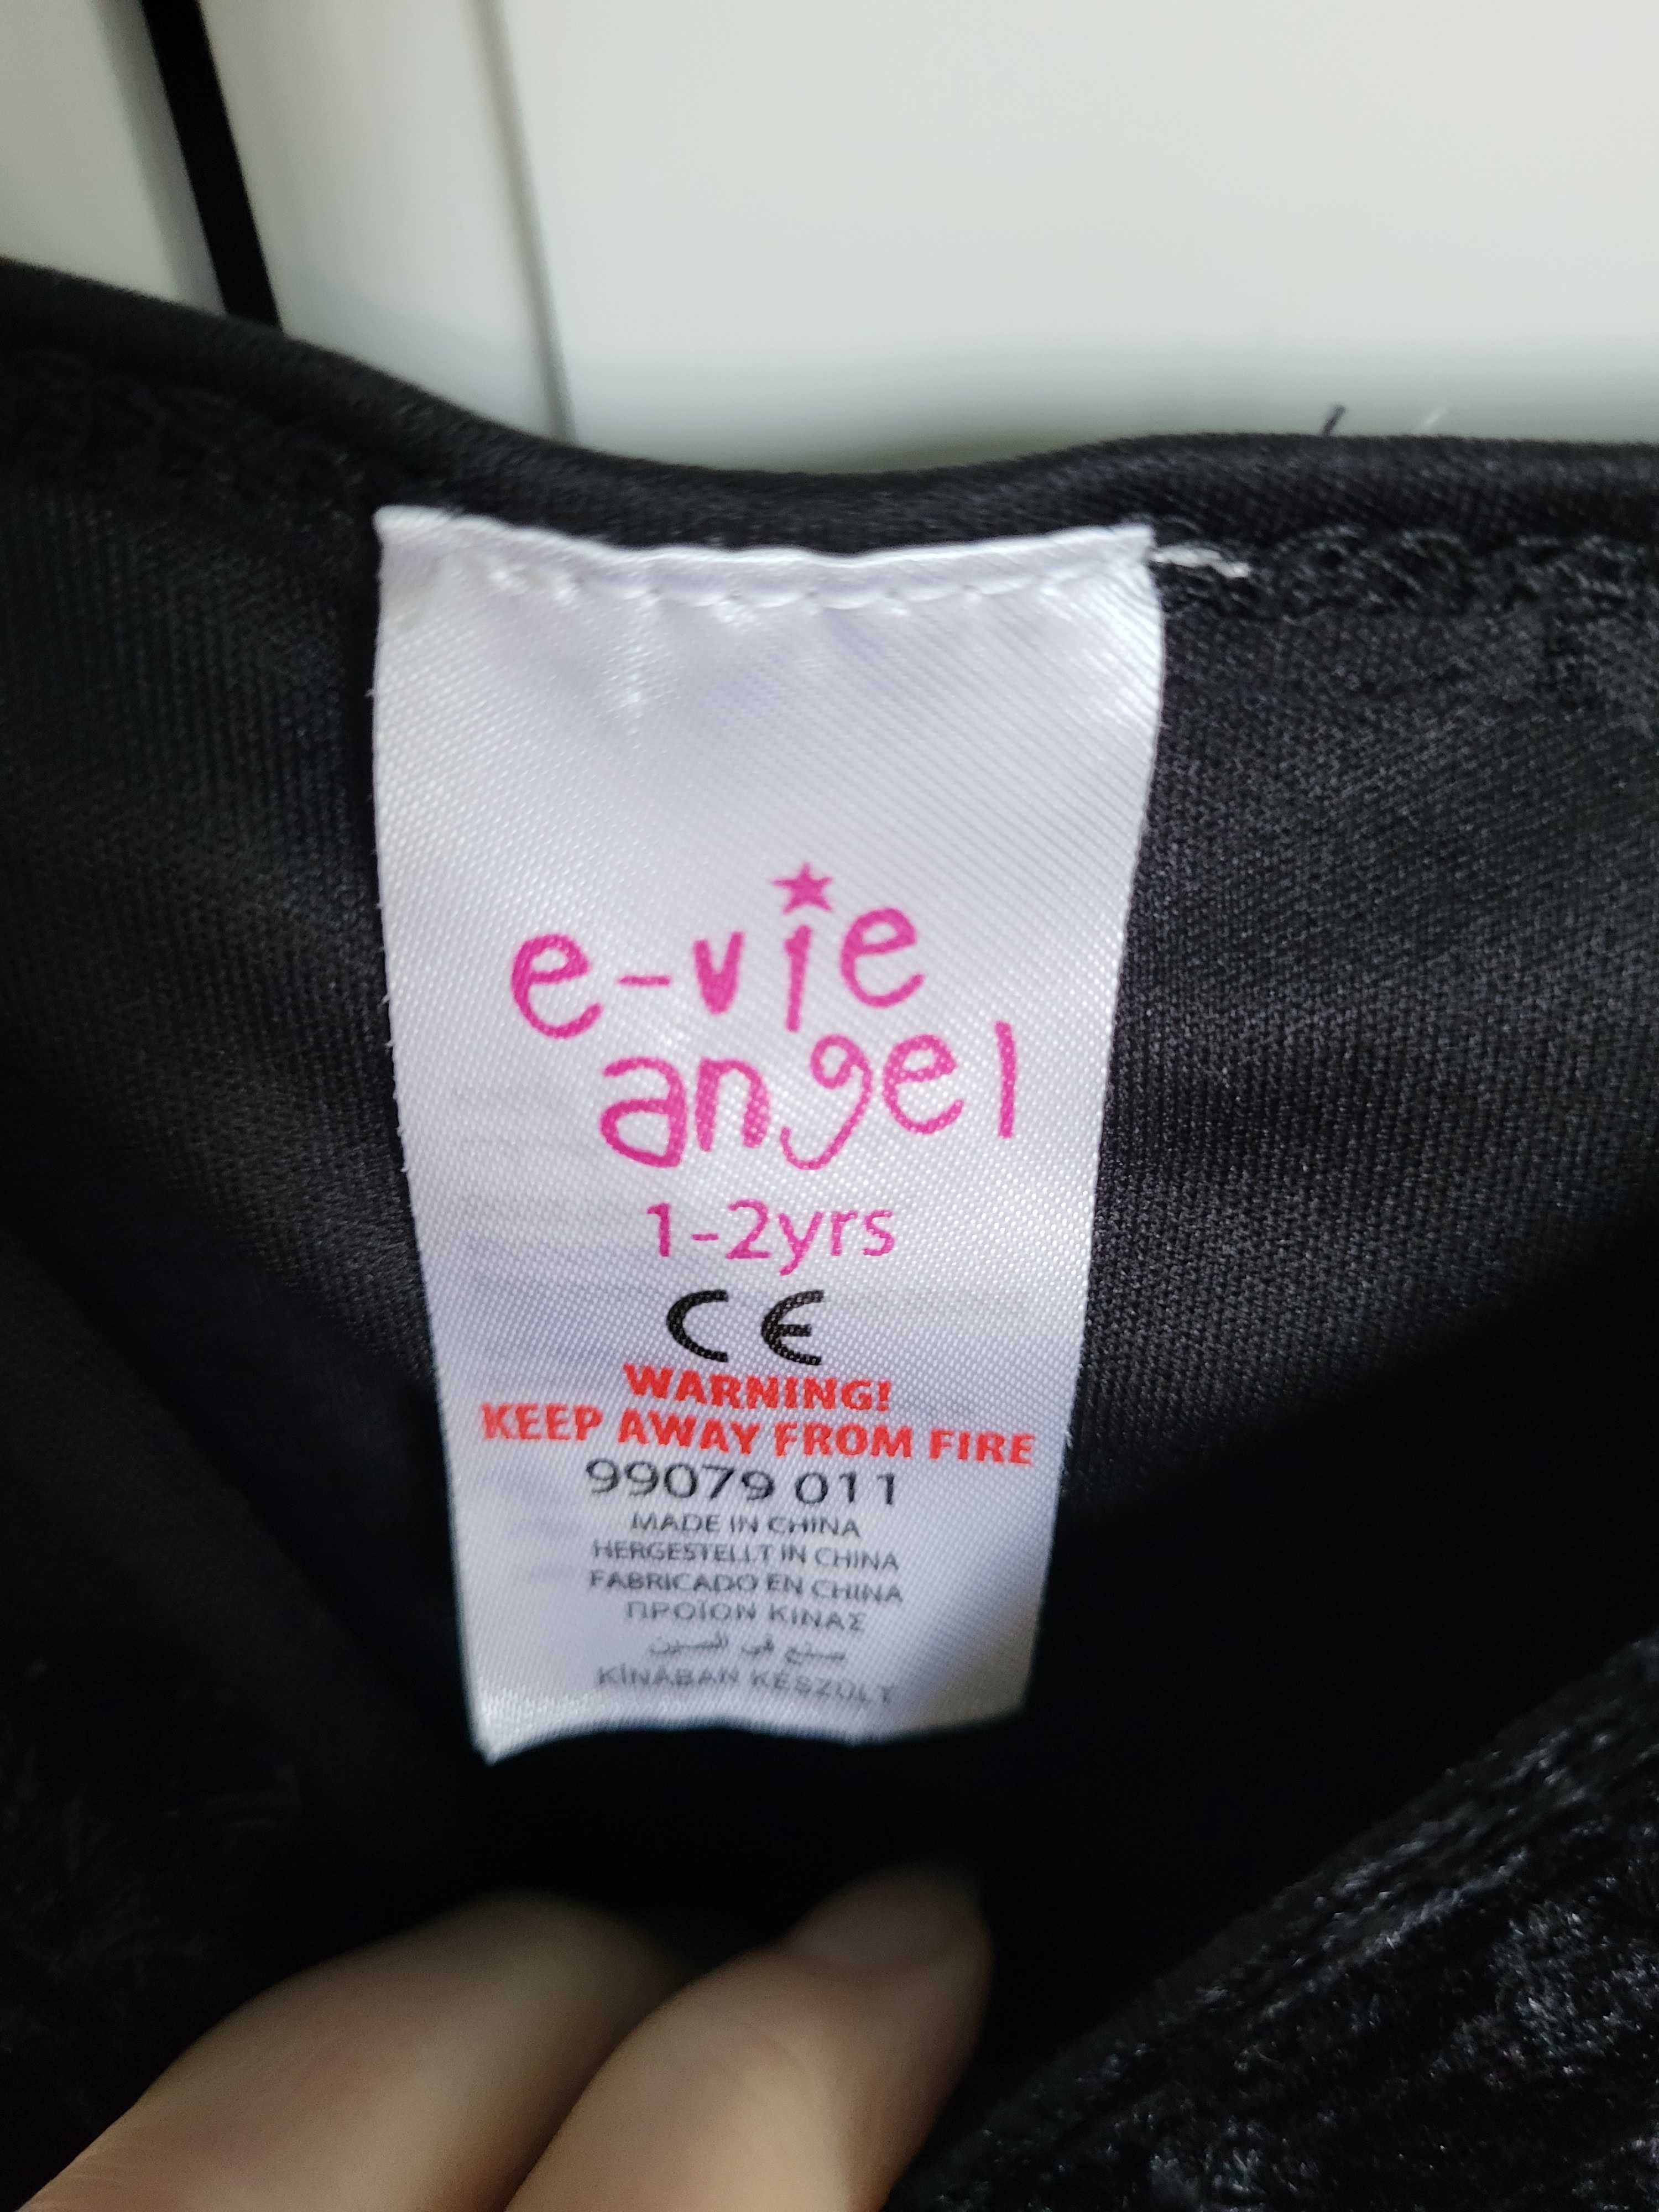 e-vie
angel
1-2yrs
CE
WARNING!
KEEP AWAY FROM FIRE
99079 011
MADE IN CHINA
HERGESTELLT IN CHINA
FABRICADO EN CHINA
ΠΡΟΪΟΝ ΚΙΝΑΣ
صنع في الصين
KÍNÁBAN KÉSZÜLT